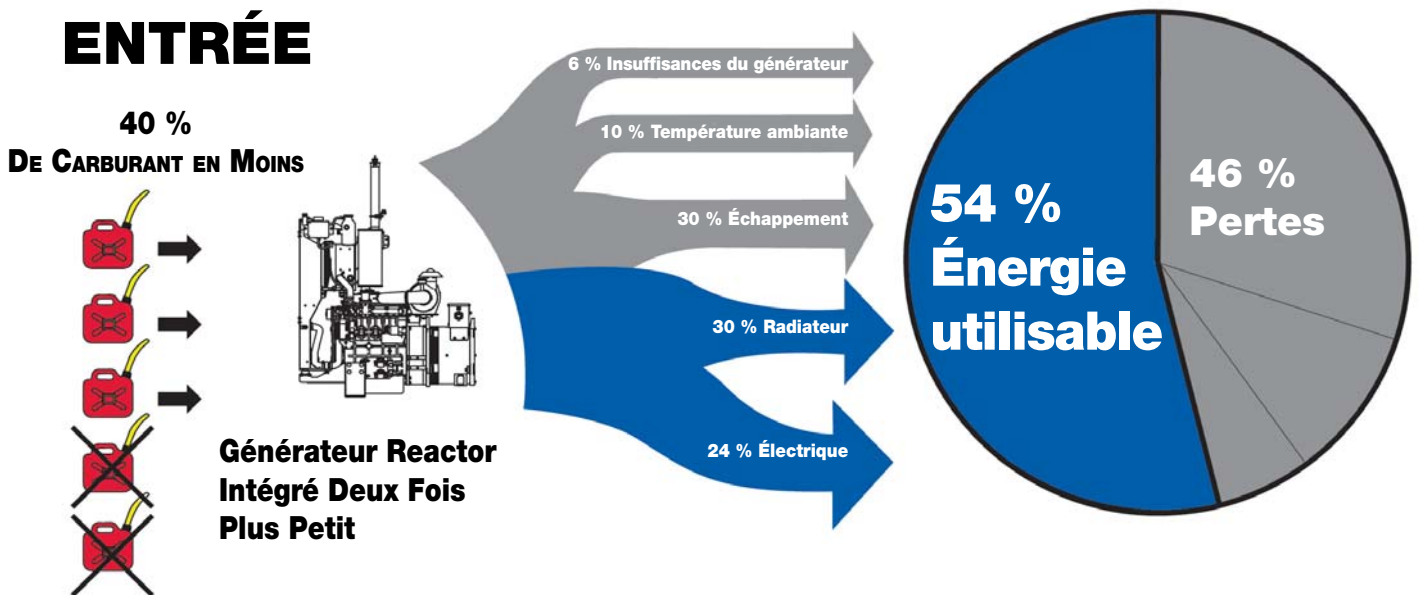 ENTRÉE
40 %
DE CARBURANT EN MOINS
Générateur Reactor
Intégré Deux Fois
Plus Petit
6 % Insuffisances du générateur
10 % Température ambiante
30 % Échappement
30 % Radiateur
24 % Électrique
54 %
Énergie
utilisable
46 %
Pertes